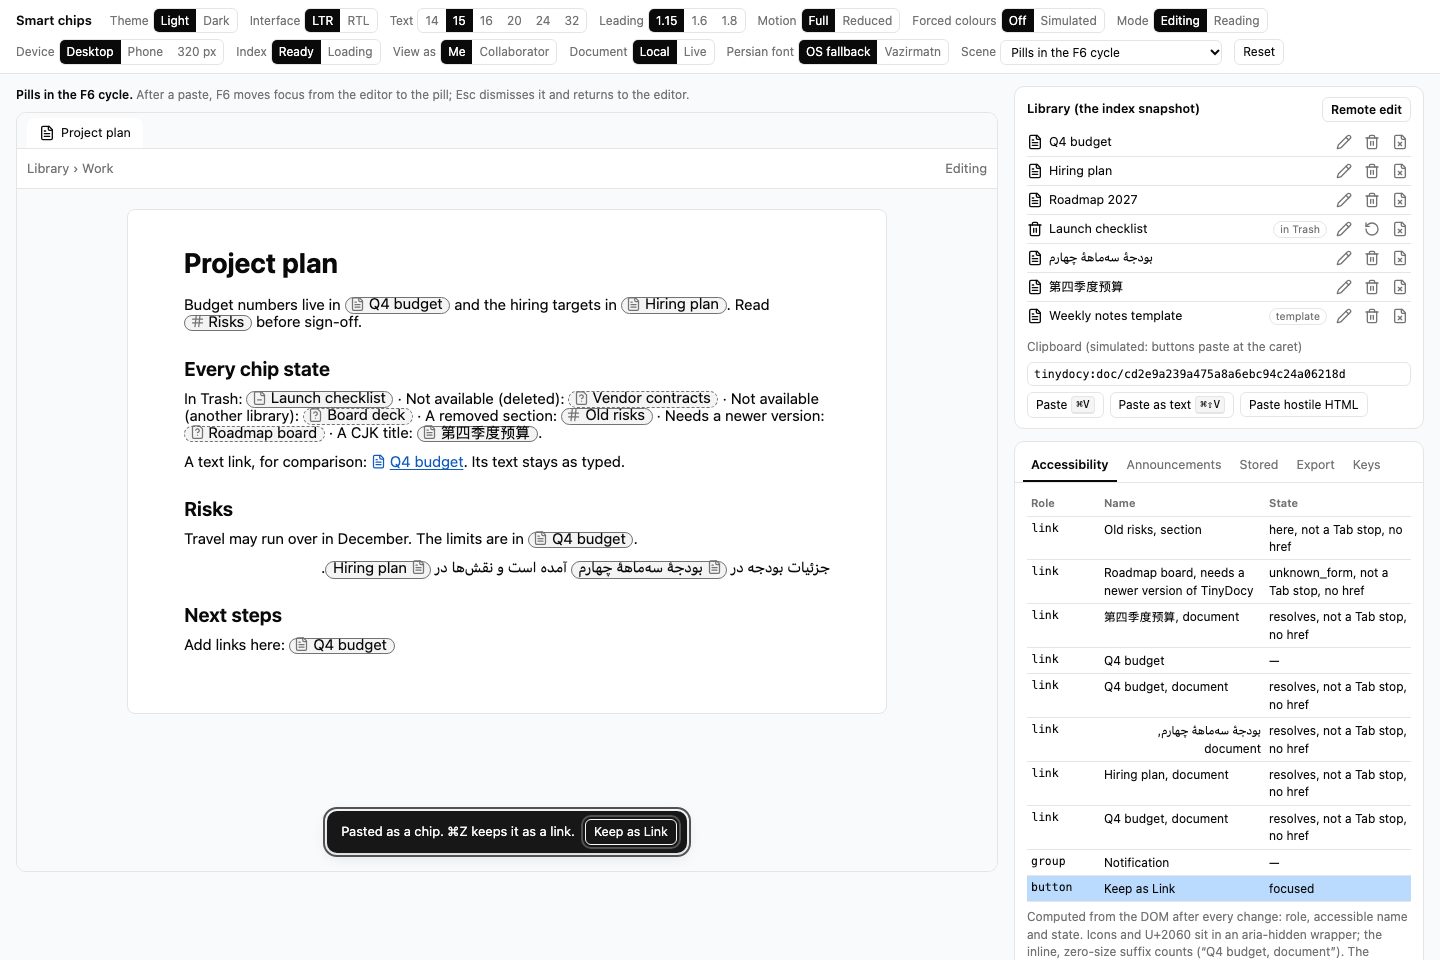 Smart chips Theme Light Dark Interface LTR RTL Text 14 15 16 20 24 32 Leading 1.15 1.6 1.8 Motion Full Reduced Forced colours Off Simulated Mode Editing Reading
Device Desktop Phone 320 px Index Ready Loading View as Me Collaborator Document Local Live Persian font OS fallback Vazirmatn Scene Pills in the F6 cycle Reset
Pills in the F6 cycle. After a paste, F6 moves focus from the editor to the pill; Esc dismisses it and returns to the editor.
Project plan
Library › Work Editing
Project plan
Budget numbers live in Q4 budget and the hiring targets in Hiring plan. Read
# Risks before sign-off.
Every chip state
In Trash: Launch checklist · Not available (deleted): Vendor contracts · Not available
(another library): Board deck · A removed section: # Old risks · Needs a newer version:
Roadmap board · A CJK title: 第四季度预算.
A text link, for comparison: Q4 budget. Its text stays as typed.
Risks
Travel may run over in December. The limits are in Q4 budget.
جزئیات بودجه در بودجهٔ سه‌ماههٔ چهارم آمده است و نقش‌ها در Hiring plan.
Next steps
Add links here: Q4 budget
Pasted as a chip. ⌘Z keeps it as a link. Keep as Link
Library (the index snapshot) Remote edit
Q4 budget
Hiring plan
Roadmap 2027
Launch checklist in Trash
بودجهٔ سه‌ماههٔ چهارم
第四季度预算
Weekly notes template template
Clipboard (simulated: buttons paste at the caret)
tinydocy:doc/cd2e9a239a475a8a6ebc94c24a06218d
Paste ⌘V Paste as text ⌘⇧V Paste hostile HTML
Accessibility Announcements Stored Export Keys
Role Name State
link Old risks, section here, not a Tab stop, no
href
link Roadmap board, needs a unknown_form, not a
newer version of TinyDocy Tab stop, no href
link 第四季度预算, document resolves, not a Tab stop,
no href
link Q4 budget —
link Q4 budget, document resolves, not a Tab stop,
no href
link بودجهٔ سه‌ماههٔ چهارم, resolves, not a Tab stop,
document no href
link Hiring plan, document resolves, not a Tab stop,
no href
link Q4 budget, document resolves, not a Tab stop,
no href
group Notification —
button Keep as Link focused
Computed from the DOM after every change: role, accessible name
and state. Icons and U+2060 sit in an aria-hidden wrapper; the
inline, zero-size suffix counts (“Q4 budget, document”). The